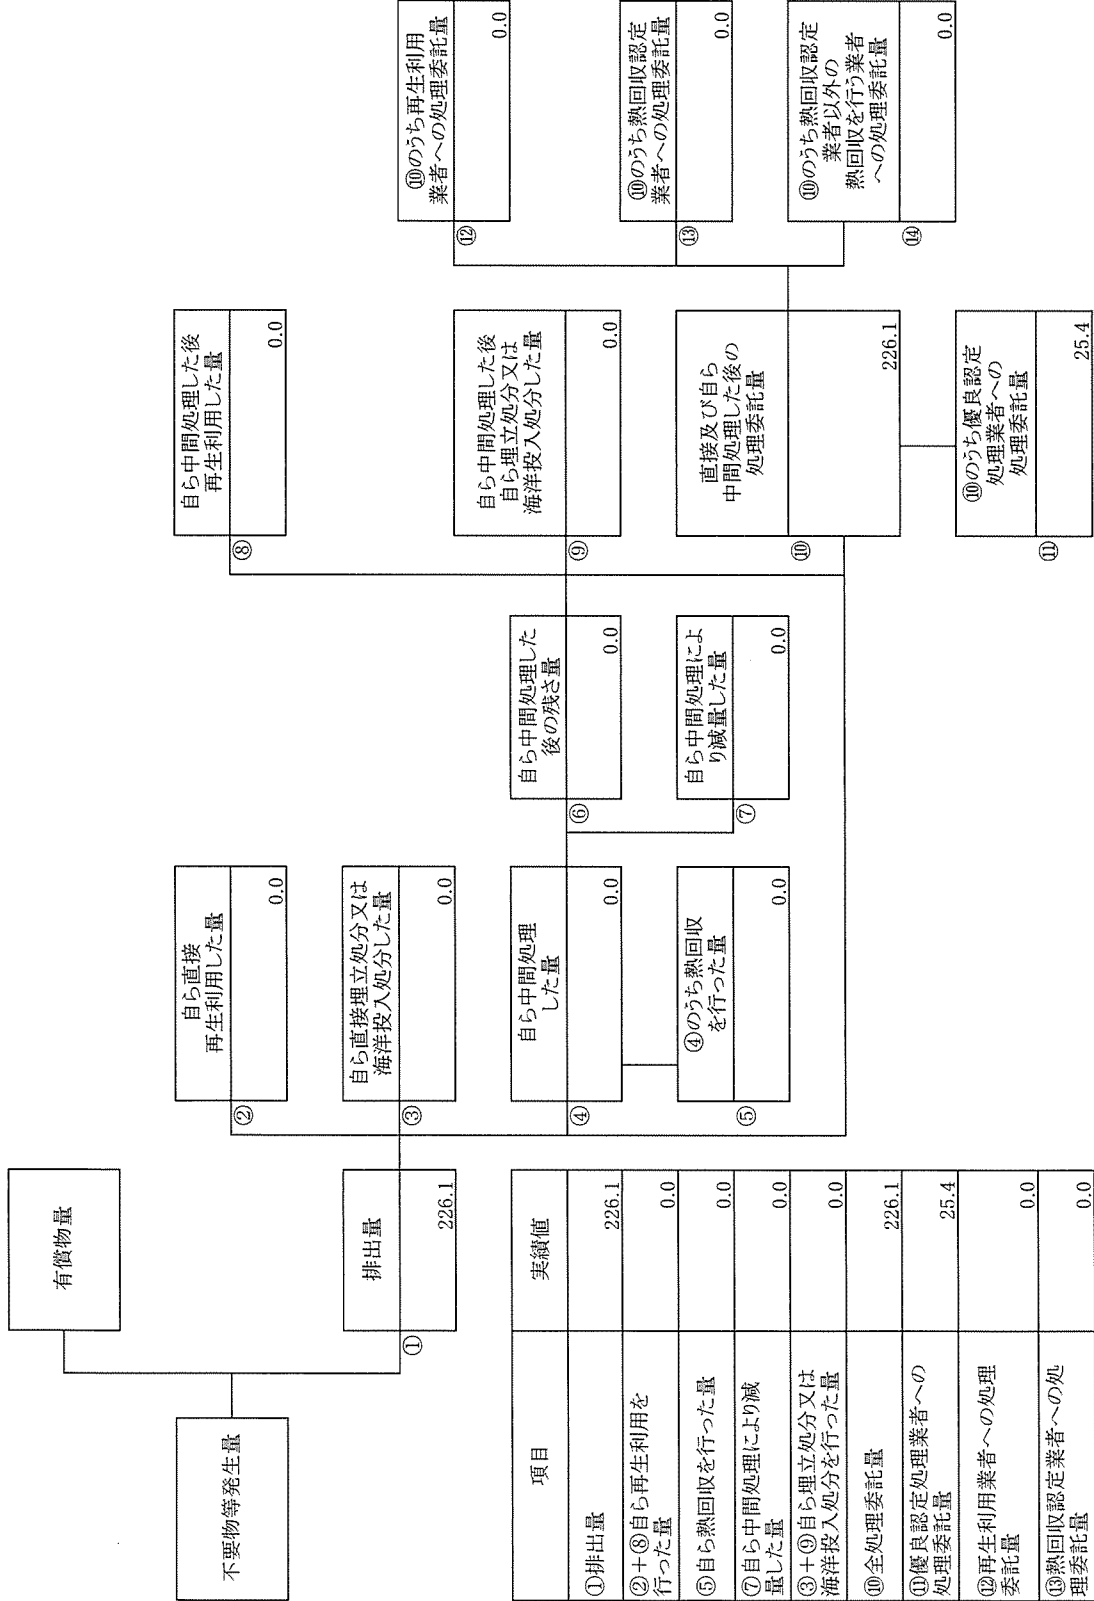 不要物等発生量
有償物量
①
排出量
226.1
②
自ら直接
再生利用した量
0.0
③
自ら直接埋立処分又は
海洋投入処分した量
0.0
④
自ら中間処理
した量
0.0
⑤
④のうち熱回収
を行った量
0.0
⑥
自ら中間処理した
後の残さ量
0.0
⑦
自ら中間処理によ
り減量した量
0.0
⑧
自ら中間処理した後
再生利用した量
0.0
⑨
自ら中間処理した後
自ら埋立処分又は
海洋投入処分した量
0.0
⑩
直接及び自ら
中間処理した後の
処理委託量
226.1
⑪
⑩のうち優良認定
処理業者への
処理委託量
25.4
⑫
⑩のうち再生利用
業者への処理委託量
0.0
⑬
⑩のうち熱回収認定
業者への処理委託量
0.0
⑭
⑩のうち熱回収認定
業者以外の
熱回収を行う業者
への処理委託量
0.0
項目 実績値
①排出量 226.1
②+⑧自ら再生利用を
行った量 0.0
⑤自ら熱回収を行った量 0.0
⑦自ら中間処理により減
量した量 0.0
③+⑨自ら埋立処分又は
海洋投入処分を行った量 0.0
⑩全処理委託量 226.1
⑪優良認定処理業者への
処理委託量 25.4
⑫再生利用業者への処理
委託量 0.0
⑬熱回収認定業者への処
理委託量 0.0